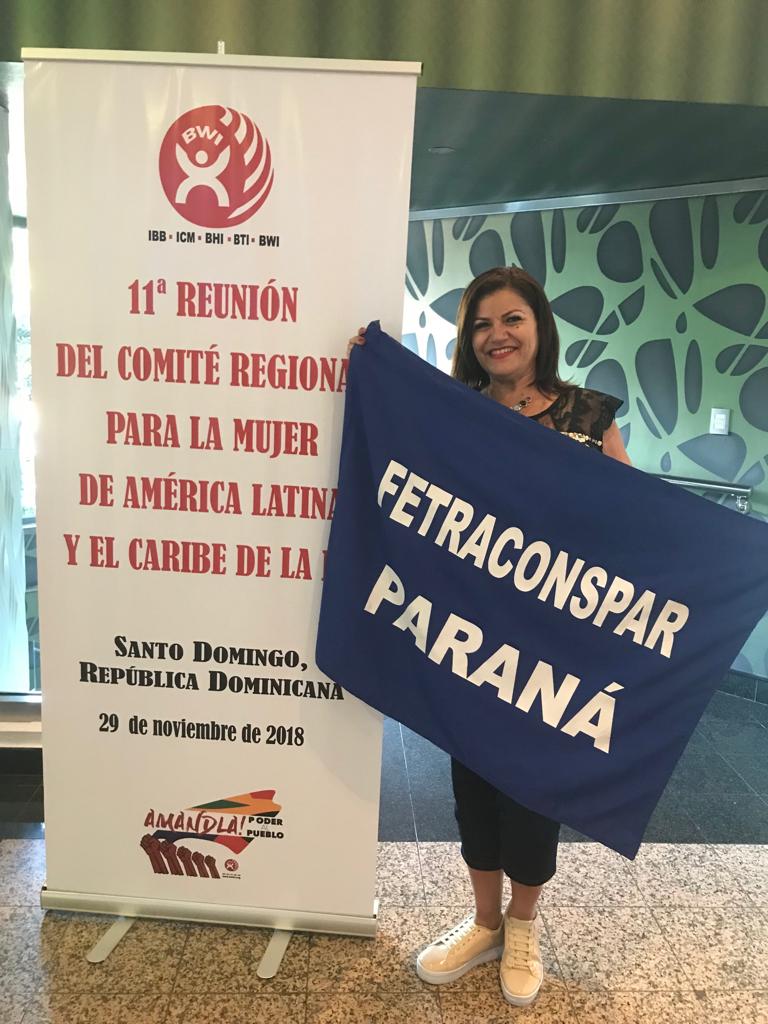 BWI
IBB ▪ ICM ▪ BHI ▪ BTI ▪ BWI
11ª REUNIÓN
DEL COMITÉ REGIONA
PARA LA MUJER
DE AMÉRICA LATINA
Y EL CARIBE DE LA
SANTO DOMINGO,
REPÚBLICA DOMINICANA
29 de noviembre de 2018
AMANDLA! PODER
AL PUEBLO
FETRACONSPAR
PARANÁ